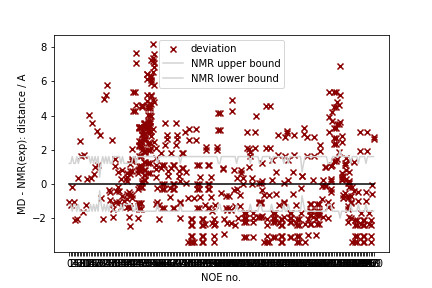 deviation
NMR upper bound
NMR lower bound
8
6
4
2
0
−2
MD - NMR(exp): distance / A
NOE no.